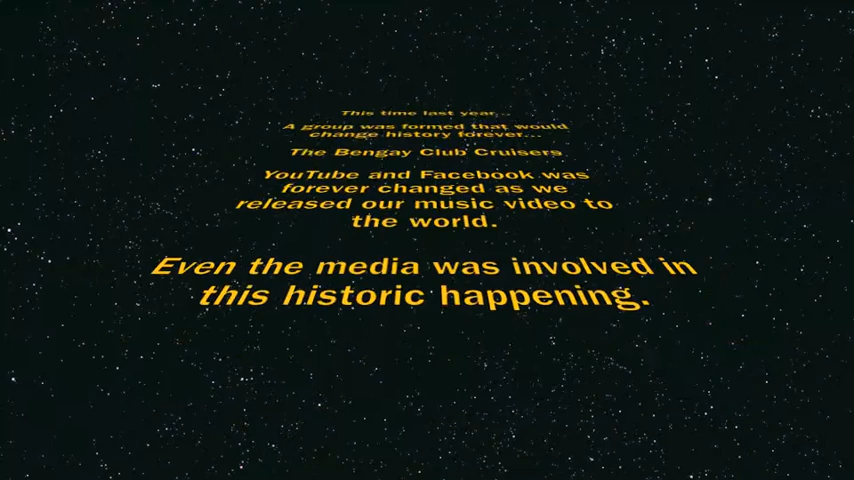 This time last year...
A group was formed that would
change history forever...
The Bengay Club Cruisers
YouTube and Facebook was
forever changed as we
released our music video to
the world.
Even the media was involved in
this historic happening.